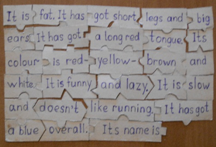 It is fat. It has got short legs and big
ears. It has got a long rod tongue. Its
colour is red- yellow- brown and
white. It is funny and lazy. It is slow
and doesn't like running. It has got
a blue overall. Its name is